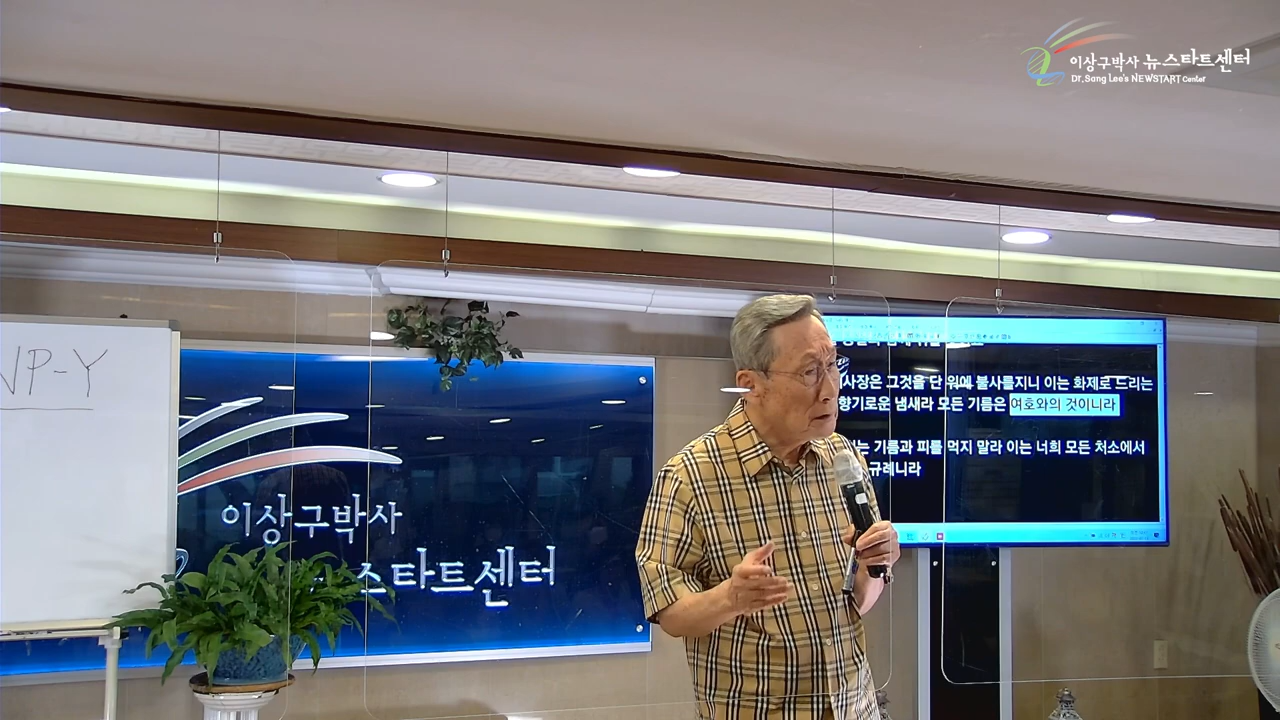 이상구박사 뉴스타트센터
Dr. Sang Lee's NEWSTART Center
NP-Y
이상구박사
스타트센터
사장은 그것을 단 위에 불사를지니 이는 화제로 드리는
향기로운 냄새라 모든 기름은 여호와의 것이니라
는 기름과 피를 먹지 말라 이는 너희 모든 처소에서
규례니라